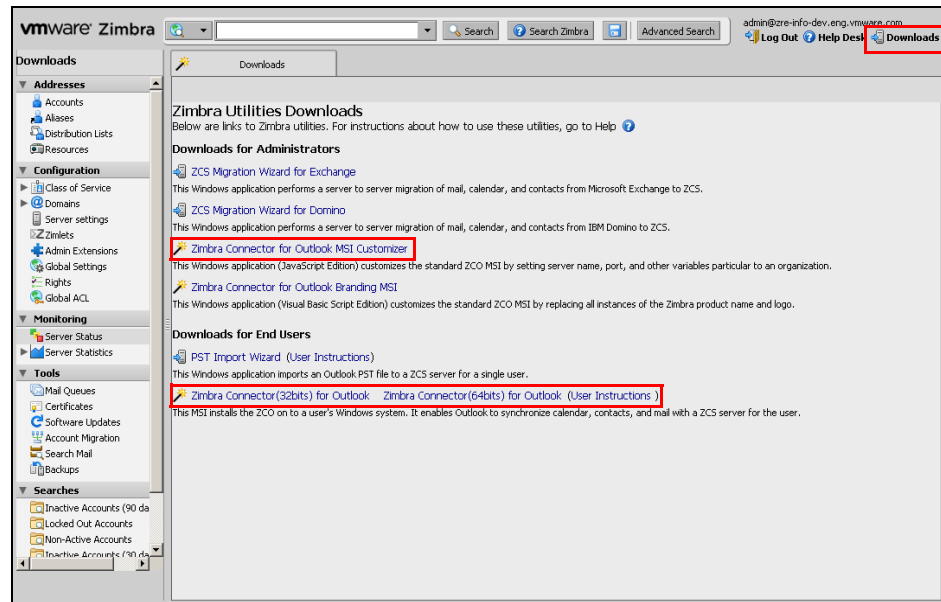 vmware Zimbra
Search
Search Zimbra
Advanced Search
admin@zre-info-dev.eng.vmware.com
Log Out Help Desk Downloads
Downloads
Addresses
Accounts
Aliases
Distribution Lists
Resources
Configuration
Class of Service
Domains
Server settings
Zimlets
Admin Extensions
Global Settings
Rights
Global ACL
Monitoring
Server Status
Server Statistics
Tools
Mail Queues
Certificates
Software Updates
Account Migration
Search Mail
Backups
Searches
Inactive Accounts (90 da
Locked Out Accounts
Non-Active Accounts
Inactive Accounts (30 da
Downloads
Zimbra Utilities Downloads
Below are links to Zimbra utilities. For instructions about how to use these utilities, go to Help
Downloads for Administrators
ZCS Migration Wizard for Exchange
This Windows application performs a server to server migration of mail, calendar, and contacts from Microsoft Exchange to ZCS.
ZCS Migration Wizard for Domino
This Windows application performs a server to server migration of mail, calendar, and contacts from IBM Domino to ZCS.
Zimbra Connector for Outlook MSI Customizer
This Windows application (JavaScript Edition) customizes the standard ZCO MSI by setting server name, port, and other variables particular to an organization.
Zimbra Connector for Outlook Branding MSI
This Windows application (Visual Basic Script Edition) customizes the standard ZCO MSI by replacing all instances of the Zimbra product name and logo.
Downloads for End Users
PST Import Wizard (User Instructions)
This Windows application imports an Outlook PST file to a ZCS server for a single user.
Zimbra Connector(32bits) for Outlook Zimbra Connector(64bits) for Outlook (User Instructions )
This MSI installs the ZCO on to a user's Windows system. It enables Outlook to synchronize calendar, contacts, and mail with a ZCS server for the user.